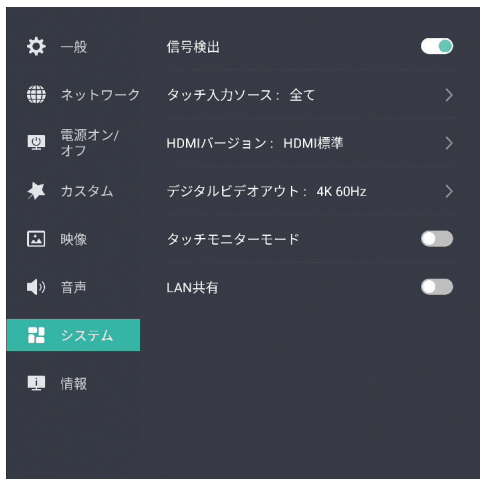 一般
ネットワーク
電源オン/
オフ
カスタム
映像
音声
システム
情報
信号検出
タッチ入力ソース： 全て
HDMIバージョン： HDMI標準
デジタルビデオアウト： 4K 60Hz
タッチモニターモード
LAN共有